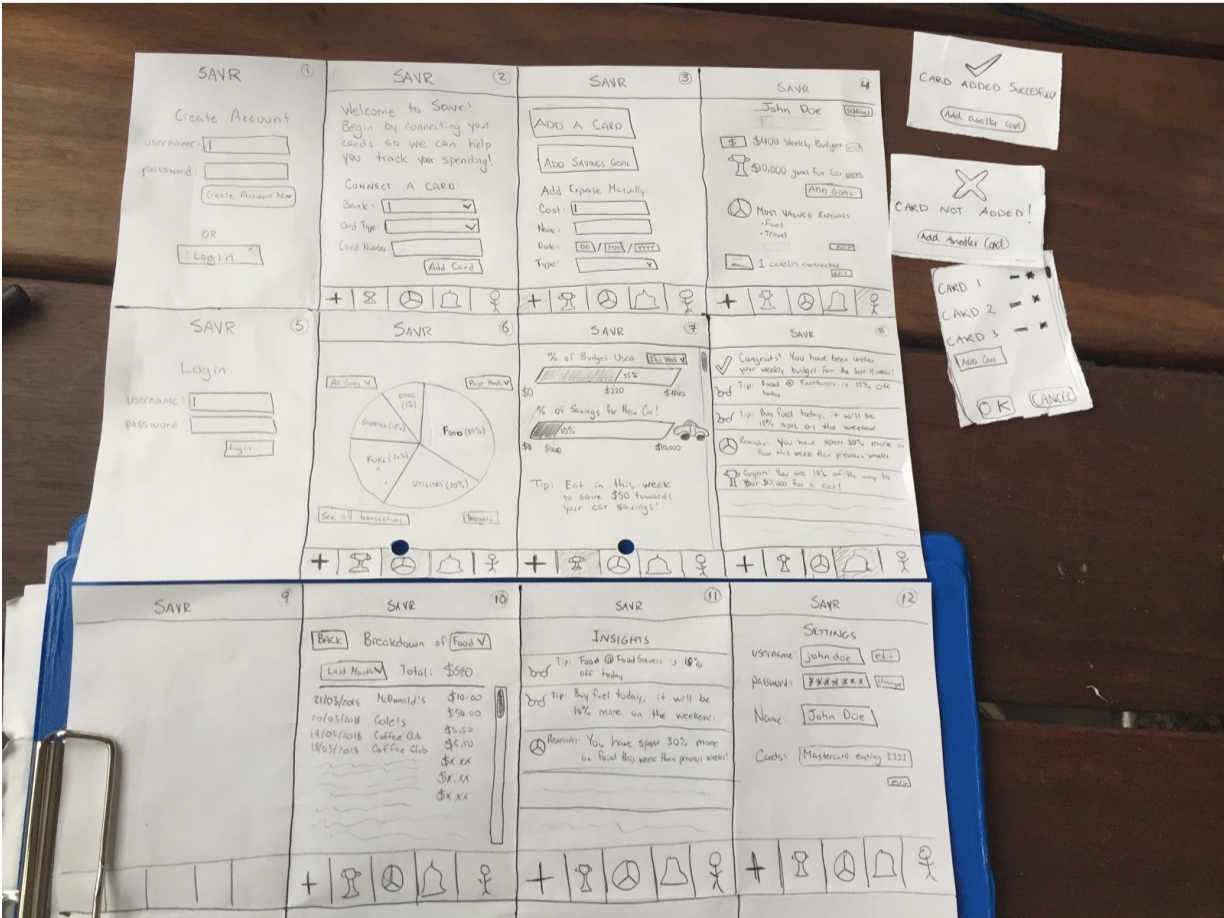 SAVR
1
Create Account
username:
password:
Create Account Now
OR
Login
SAVR
2
Welcome to Savr!
Begin by connecting your
cards so we can help
you track your spending!
CONNECT A CARD:
Bank:
Card Type:
Card Number
Add Card
SAVR
3
ADD A CARD
ADD SAVINGS GOAL
Add Expense Manually:
Cost:
Name:
Date: DD / MM / YYYY
Type:
SAVR
4
John Doe
settings
$ $400 Weekly Budget
$10,000 goal for Car
ADD GOAL
MOST VALUED EXPENSES
- Fuel
- Travel
1 card/s connected
CARD ADDED SUCCESFULLY
Add another card
CARD NOT ADDED!
Add Another Card
CARD 1
CARD 2
CARD 3
ADD CARD
OK
CANCEL
SAVR
5
Login:
username:
password
Login
SAVR
6
Past Month
FOOD (35%)
FUEL (20%)
UTILITIES (30%)
See all transactions
Insights
SAVR
7
% of Budget Used
This Week
55%
$0
$220
$400
% of Savings for New Car!
10%
$0
$10,000
Tip: Eat in this week
to save $50 towards
your car savings!
SAVR
8
Congrats! You have been under
your weekly budget for the last 4 weeks!
Tip: Food @ FoodSavers is 15% off
today.
Tip: Buy fuel today, it will be
10% more on the weekend
Reminder: You have spent 30% more on
food this week than previous weeks
Congrats! You are 10% of the way to
your $10,000 for a car!
SAVR
9
SAVR
10
BACK
Breakdown of Food
Last Month
Total: $580
21/03/2018 McDonald's $10.00
20/03/2018 Cole's $50.00
19/03/2018 Coffee Club $5.50
18/03/2018 Coffee Club $5.50
$x.xx
$x.xx
$x.xx
SAVR
11
INSIGHTS
Tip: Food @ FoodSavers is 15%
off today
Tip: Buy fuel today, it will be
10% more on the weekend.
Reminder: You have spent 30% more
on food this week than previous weeks!
SAVR
12
SETTINGS
username: johndoe edit
password: ******* change
Name: John Doe
Cards: Mastercard ending 2222
edit